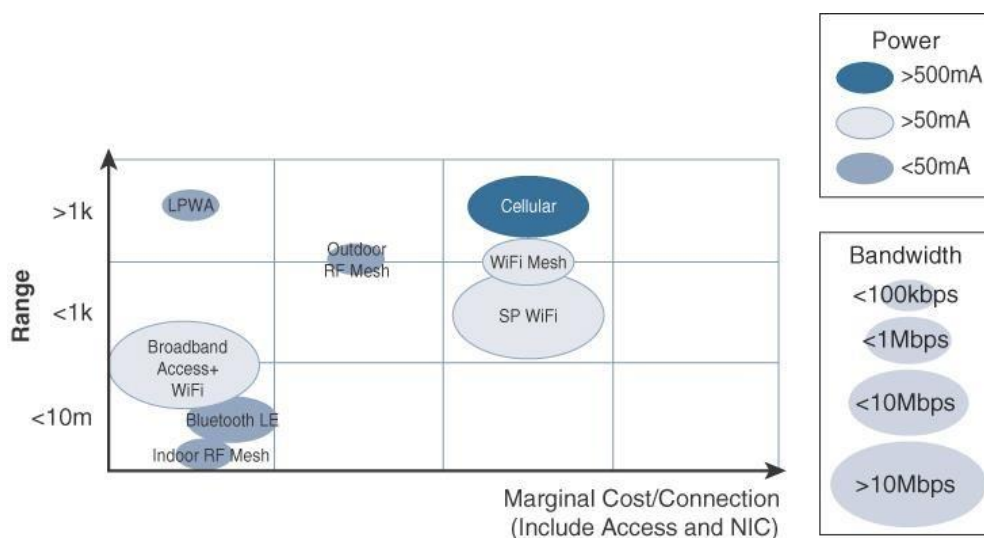 Power
>500mA
>50mA
<50mA
Range
>1k
<1k
<10m
LPWA
Outdoor
RF Mesh
Cellular
WiFi Mesh
SP WiFi
Broadband
Access+
WiFi
Bluetooth LE
Indoor RF Mesh
Marginal Cost/Connection
(Include Access and NIC)
Bandwidth
<100kbps
<1Mbps
<10Mbps
>10Mbps